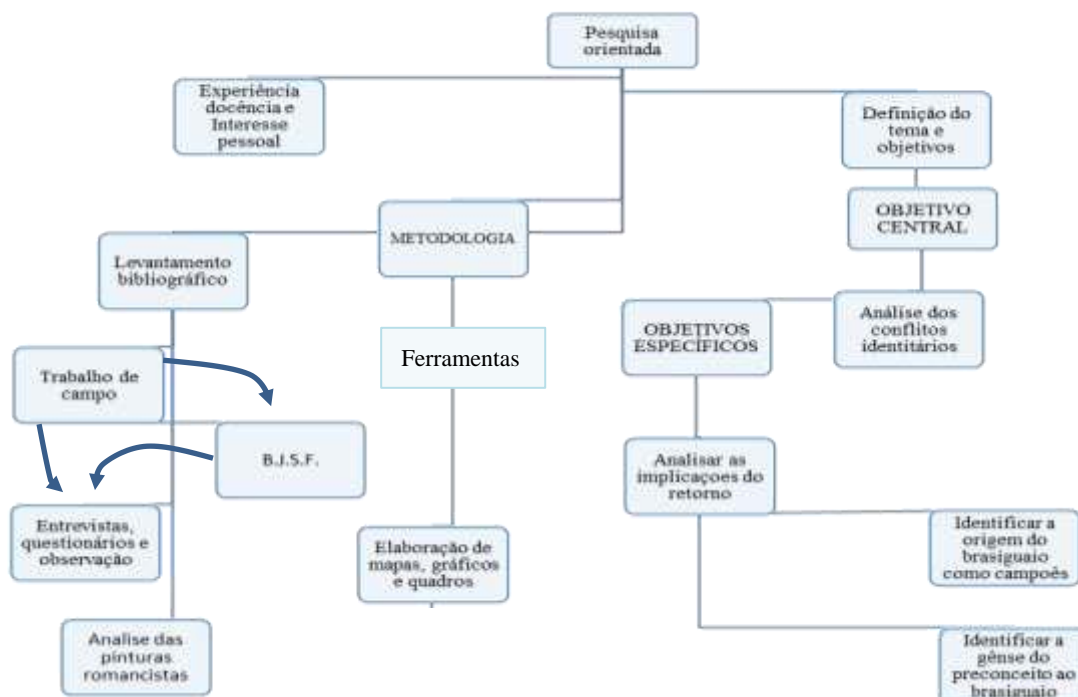 Pesquisa
orientada
Experiência
docência e
Interesse
pessoal
Definição do
tema e
objetivos
METODOLOGIA
OBJETIVO
CENTRAL
Levantamento
bibliográfico
Ferramentas
OBJETIVOS
ESPECÍFICOS
Análise dos
conflitos
identitários
Trabalho de
campo
B.J.S.F.
Analisar as
implicaçoes do
retorno
Entrevistas,
questionários e
observação
Elaboração de
mapas, gráficos
e quadros
Identificar a
origem do
brasiguaio
como campoês
Analise das
pinturas
romancistas
Identificar a
gênse do
preconceito ao
brasiguaio